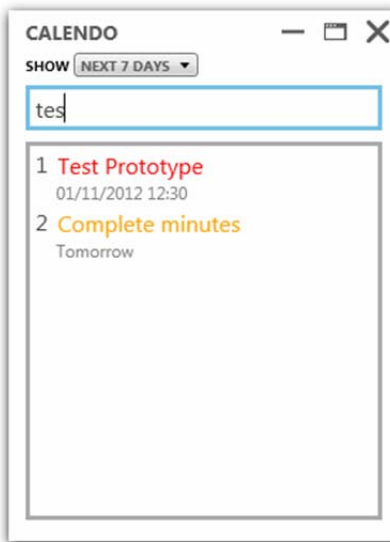 CALENDO
SHOW NEXT 7 DAYS
tes
1 Test Prototype
01/11/2012 12:30
2 Complete minutes
Tomorrow